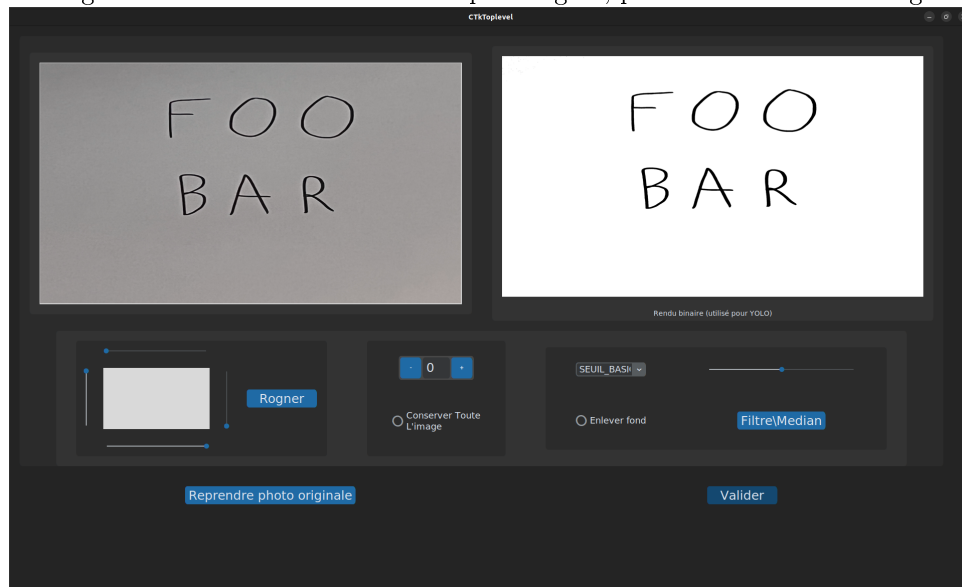 CTkToplevel
FOO
BAR
FOO
BAR
Rendu binaire (utilisé pour YOLO)
Rogner
- 0 +
Conserver Toute
L'image
SEUIL_BASI
Enlever fond
Filtre\Median
Reprendre photo originale
Valider